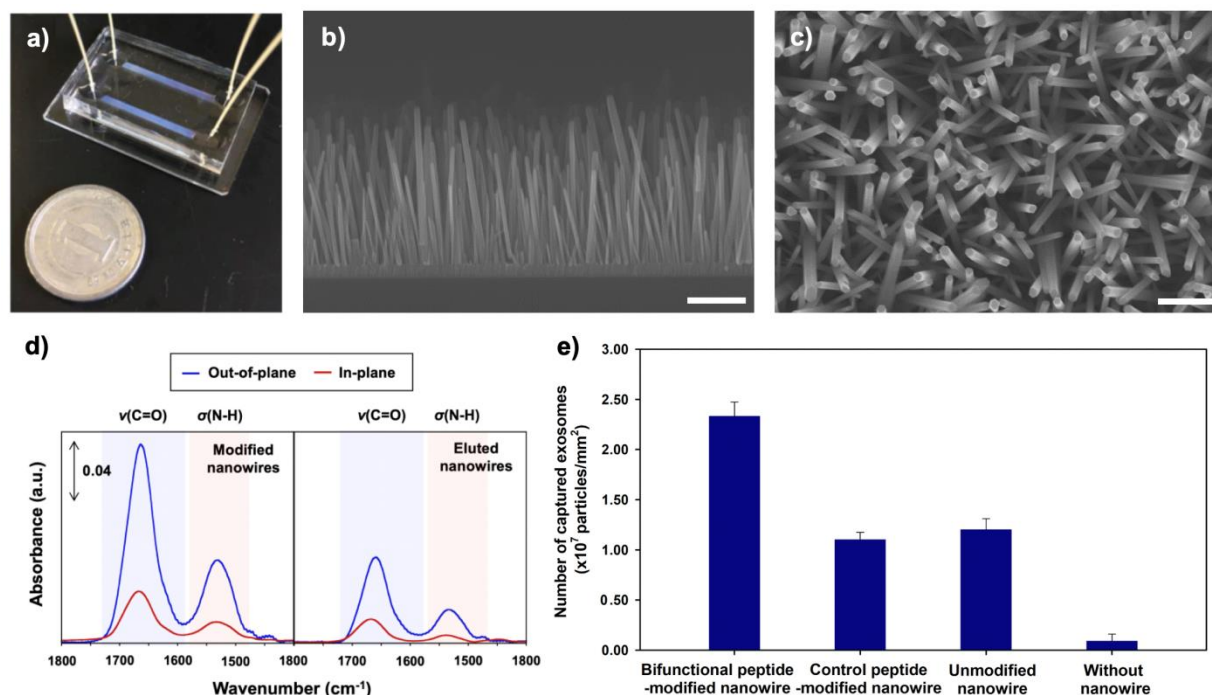 a)
b)
c)
d)
Out-of-plane
In-plane
ν(C=O)
σ(N-H)
ν(C=O)
σ(N-H)
0.04
Modified
nanowires
Eluted
nanowires
Absorbance (a.u.)
1800
1700
1600
1500
1800
1700
1600
1500
1800
Wavenumber (cm⁻¹)
e)
Number of captured exosomes
(x10⁷ particles/mm²)
3.00
2.50
2.00
1.50
1.00
0.50
0.00
Bifunctional peptide
-modified nanowire
Control peptide
-modified nanowire
Unmodified
nanowire
Without
nanowire